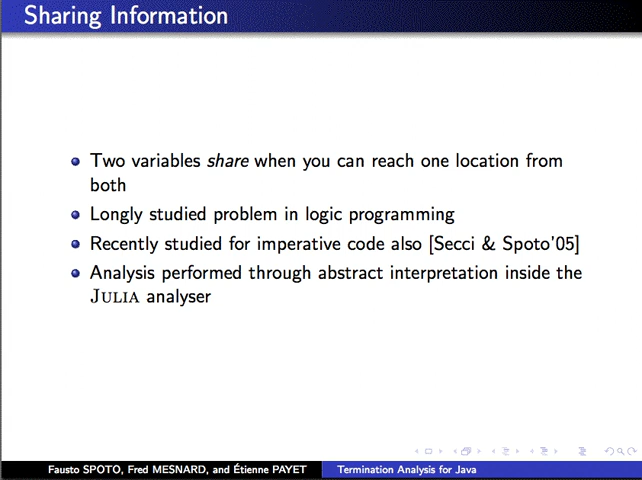 Sharing Information
Two variables share when you can reach one location from
both
Longly studied problem in logic programming
Recently studied for imperative code also [Secci & Spoto'05]
Analysis performed through abstract interpretation inside the
JULIA analyser
Fausto SPOTO, Fred MESNARD, and Étienne PAYET
Termination Analysis for Java